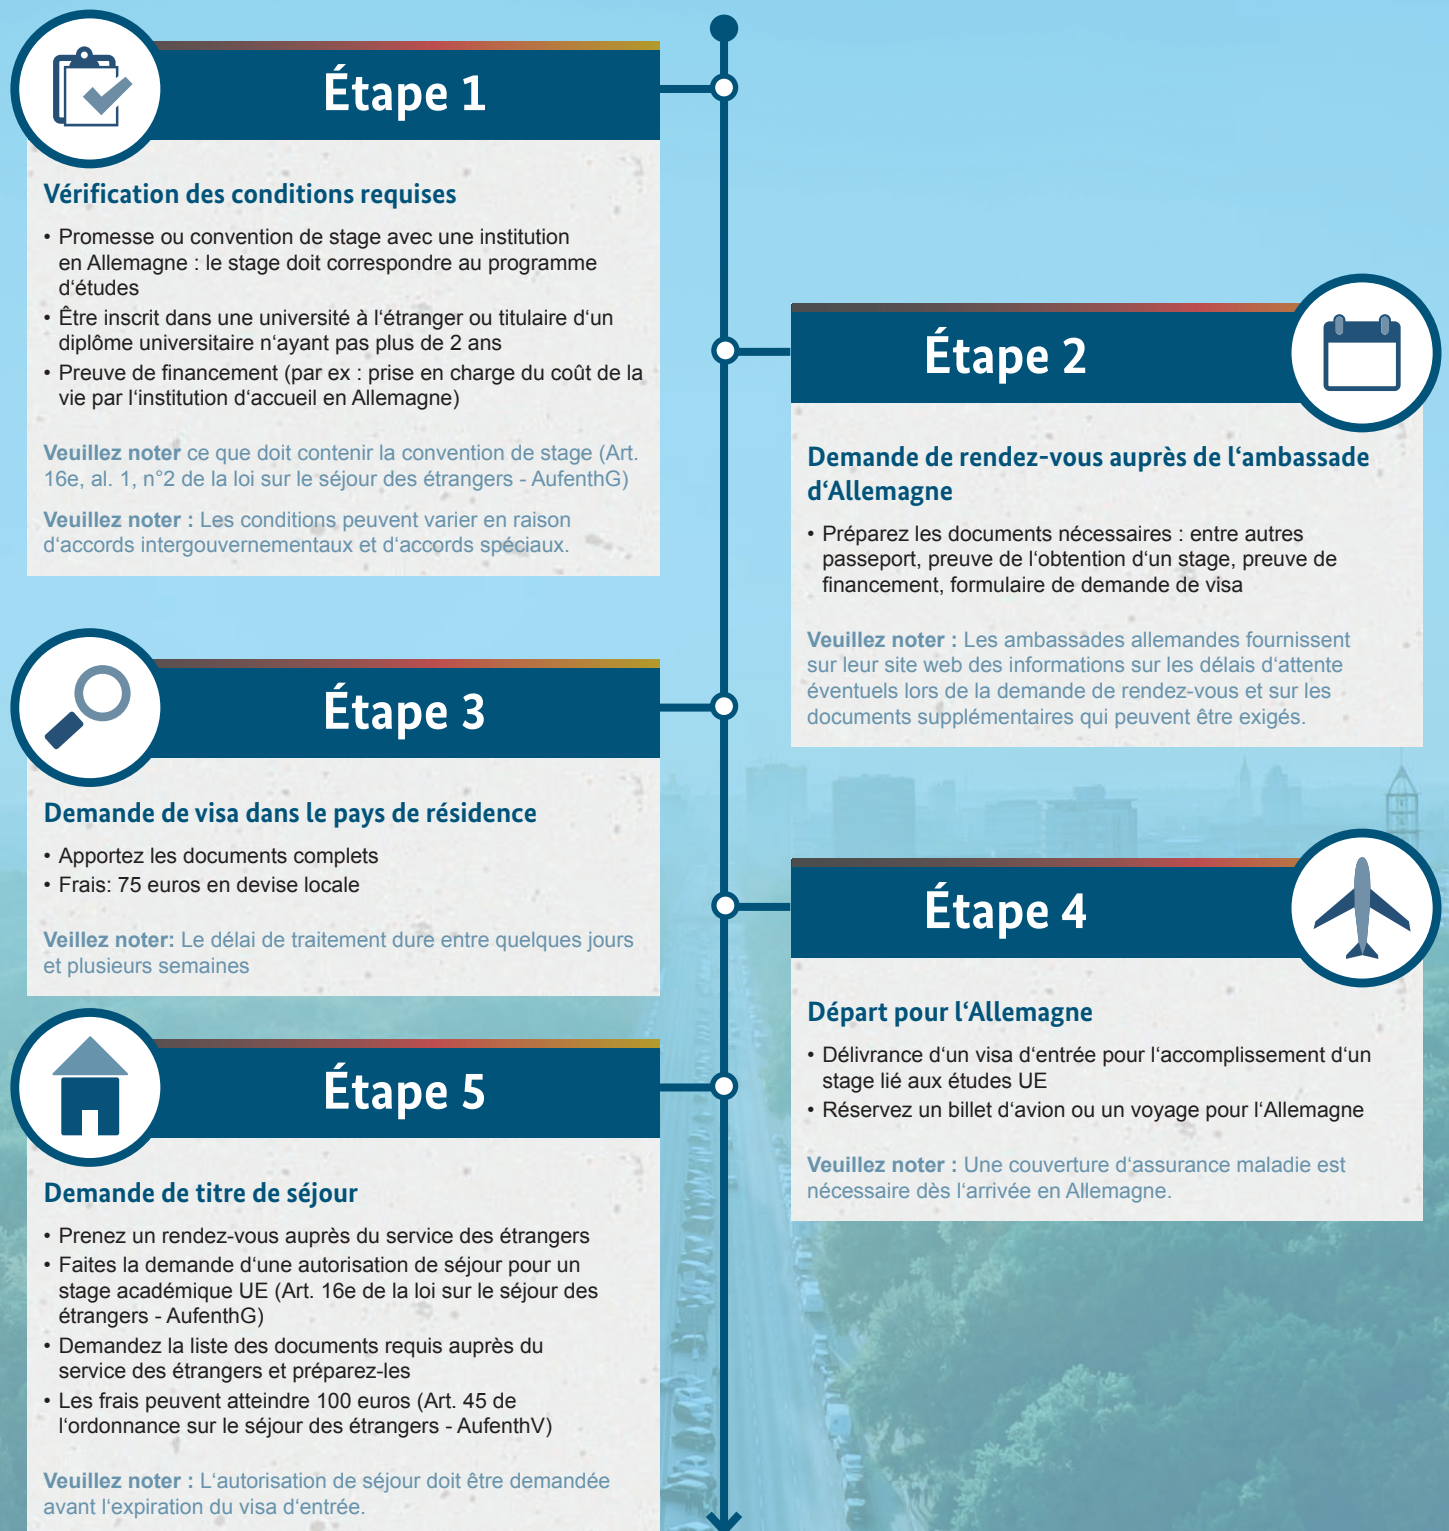 Étape 1
Vérification des conditions requises
• Promesse ou convention de stage avec une institution
en Allemagne : le stage doit correspondre au programme
d‘études
• Être inscrit dans une université à l‘étranger ou titulaire d‘un
diplôme universitaire n‘ayant pas plus de 2 ans
• Preuve de financement (par ex : prise en charge du coût de la
vie par l‘institution d‘accueil en Allemagne)
Veuillez noter ce que doit contenir la convention de stage (Art.
16e, al. 1, n°2 de la loi sur le séjour des étrangers - AufenthG)
Veuillez noter : Les conditions peuvent varier en raison
d‘accords intergouvernementaux et d‘accords spéciaux.
Étape 2
Demande de rendez-vous auprès de l‘ambassade
d‘Allemagne
• Préparez les documents nécessaires : entre autres
passeport, preuve de l‘obtention d‘un stage, preuve de
financement, formulaire de demande de visa
Veuillez noter : Les ambassades allemandes fournissent
sur leur site web des informations sur les délais d‘attente
éventuels lors de la demande de rendez-vous et sur les
documents supplémentaires qui peuvent être exigés.
Étape 3
Demande de visa dans le pays de résidence
• Apportez les documents complets
• Frais: 75 euros en devise locale
Veillez noter: Le délai de traitement dure entre quelques jours
et plusieurs semaines
Étape 4
Départ pour l‘Allemagne
• Délivrance d‘un visa d‘entrée pour l‘accomplissement d‘un
stage lié aux études UE
• Réservez un billet d‘avion ou un voyage pour l‘Allemagne
Veuillez noter : Une couverture d‘assurance maladie est
nécessaire dès l‘arrivée en Allemagne.
Étape 5
Demande de titre de séjour
• Prenez un rendez-vous auprès du service des étrangers
• Faites la demande d‘une autorisation de séjour pour un
stage académique UE (Art. 16e de la loi sur le séjour des
étrangers - AufenthG)
• Demandez la liste des documents requis auprès du
service des étrangers et préparez-les
• Les frais peuvent atteindre 100 euros (Art. 45 de
l‘ordonnance sur le séjour des étrangers - AufenthV)
Veuillez noter : L‘autorisation de séjour doit être demandée
avant l‘expiration du visa d‘entrée.